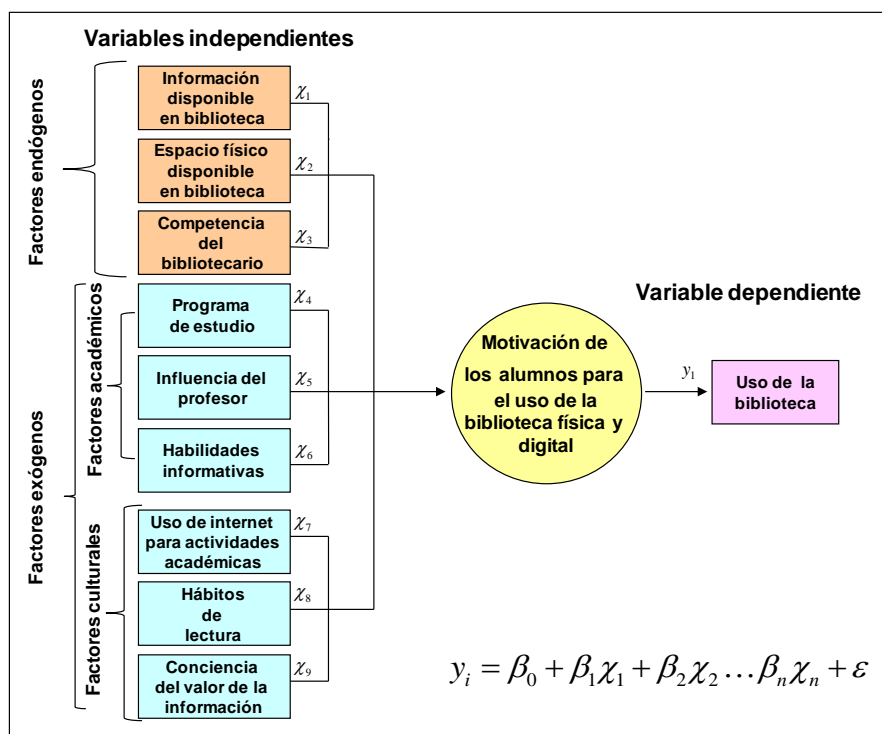 Variables independientes
Factores endógenos
Información
disponible
en biblioteca
χ1
Espacio físico
disponible
en biblioteca
χ2
Competencia
del
bibliotecario
χ3
Factores exógenos
Factores académicos
Programa
de estudio
χ4
Influencia del
profesor
χ5
Habilidades
informativas
χ6
Factores culturales
Uso de internet
para actividades
académicas
χ7
Hábitos
de
lectura
χ8
Conciencia
del valor de la
información
χ9
Motivación de
los alumnos para
el uso de la
biblioteca física y
digital
Variable dependiente
y1
Uso de la
biblioteca
yi = β0 + β1χ1 + β2χ2 ... βnχn + ε